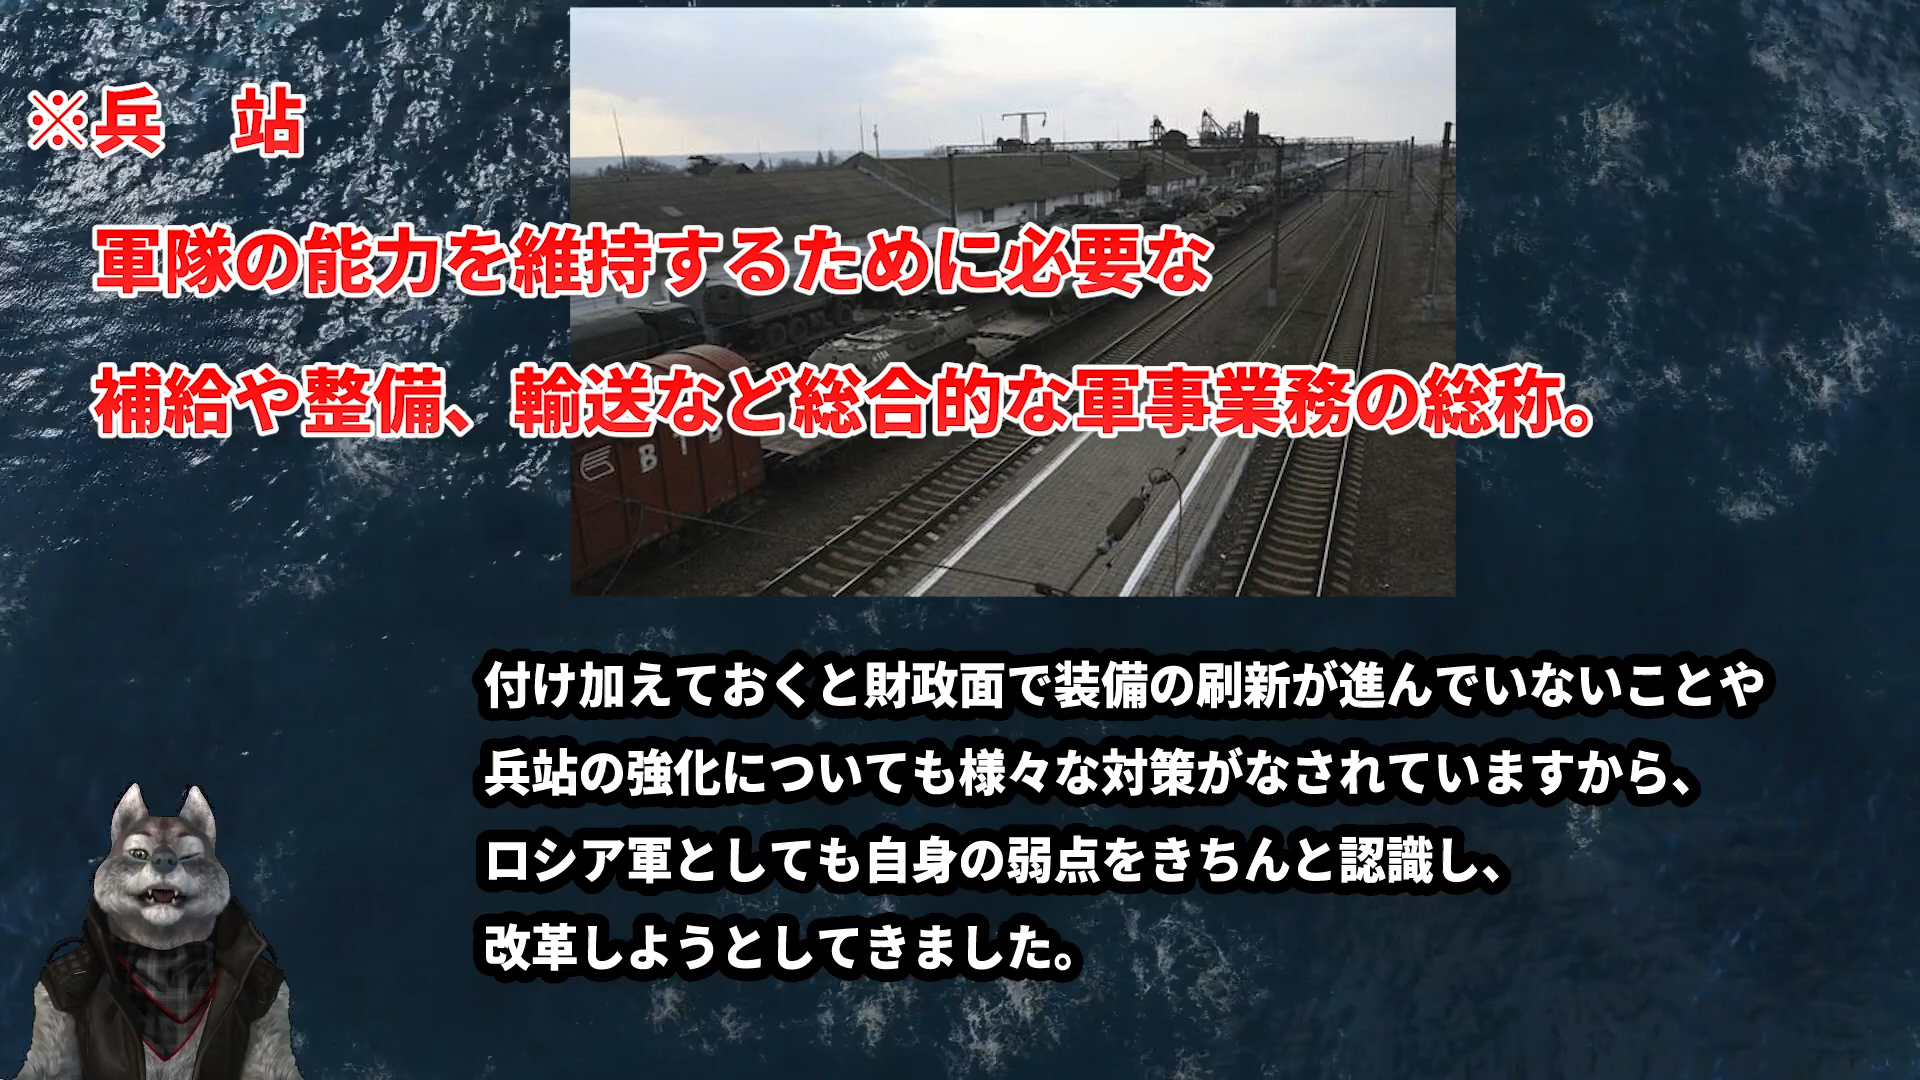 ※兵　站
軍隊の能力を維持するために必要な
補給や整備、輸送など総合的な軍事業務の総称。
付け加えておくと財政面で装備の刷新が進んでいないことや
兵站の強化についても様々な対策がなされていますから、
ロシア軍としても自身の弱点をきちんと認識し、
改革しようとしてきました。